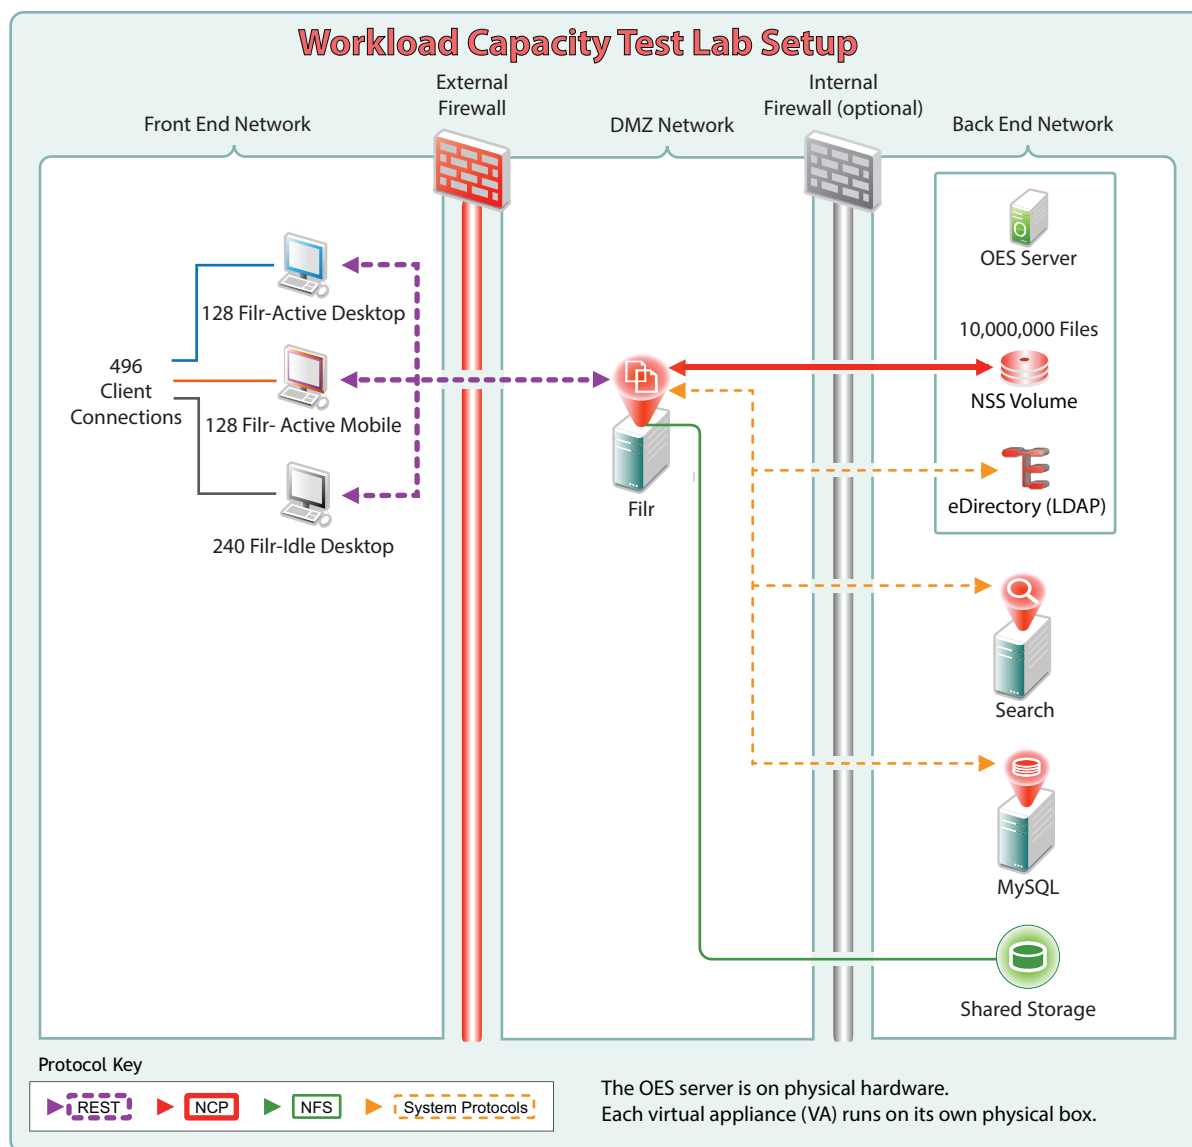 Workload Capacity Test Lab Setup
External
Firewall
Internal
Firewall (optional)
Front End Network
DMZ Network
Back End Network
OES Server
128 Filr-Active Desktop
10,000,000 Files
496
Client
Connections
NSS Volume
128 Filr- Active Mobile
Filr
eDirectory (LDAP)
240 Filr-Idle Desktop
Search
MySQL
Shared Storage
Protocol Key
REST
NCP
NFS
System Protocols
The OES server is on physical hardware.
Each virtual appliance (VA) runs on its own physical box.